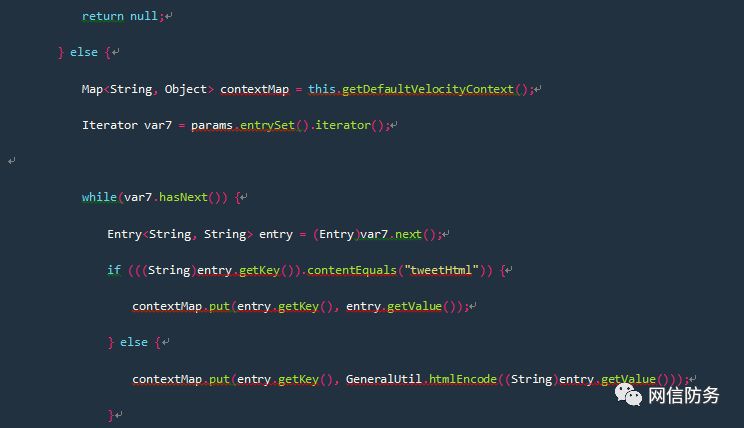 return null;
} else {
Map<String, Object> contextMap = this.getDefaultVelocityContext();
Iterator var7 = params.entrySet().iterator();
while(var7.hasNext()) {
Entry<String, String> entry = (Entry)var7.next();
if (((String)entry.getKey()).contentEquals("tweetHtml")) {
contextMap.put(entry.getKey(), entry.getValue());
} else {
contextMap.put(entry.getKey(), GeneralUtil.htmlEncode((String)entry.getValue()));
}
网信防务